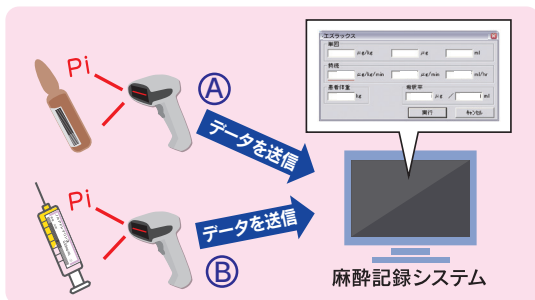 エスラックス
単回
μg/kg
μg
ml
持続
μg/kg/min
μg/min
ml/hr
患者体重
kg
希釈率
μg / ml
実行
キャンセル
Pi
A
データを送信
Pi
B
データを送信
麻酔記録システム